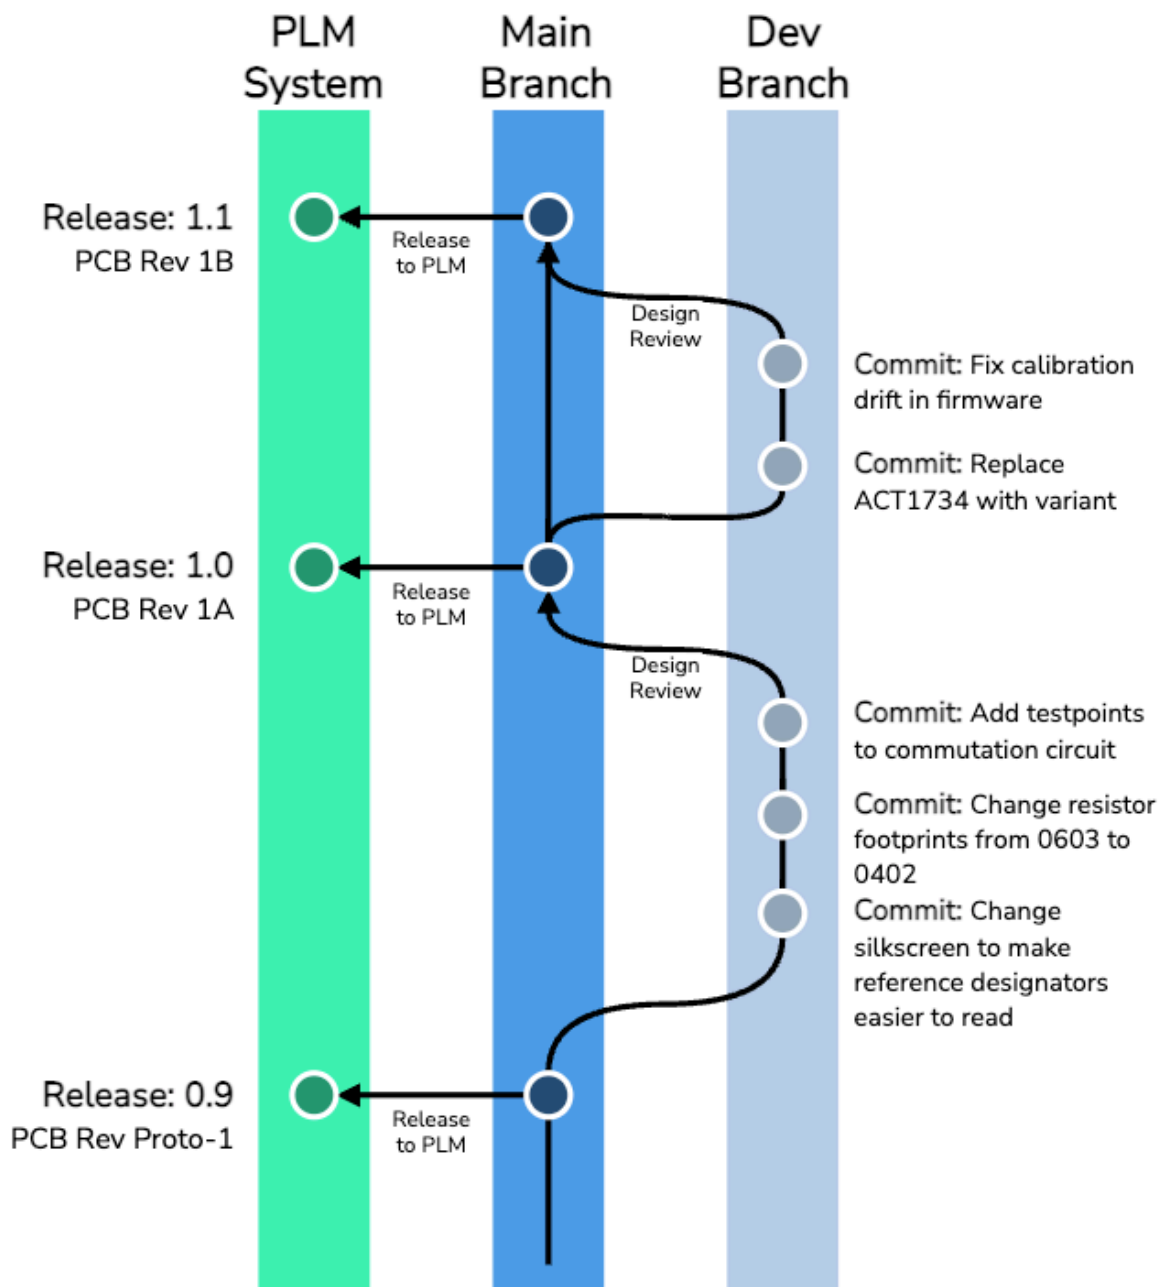 PLM
System
Main
Branch
Dev
Branch
Release: 1.1
PCB Rev 1B
Release
to PLM
Design
Review
Commit: Fix calibration
drift in firmware
Commit: Replace
ACT1734 with variant
Release: 1.0
PCB Rev 1A
Release
to PLM
Design
Review
Commit: Add testpoints
to commutation circuit
Commit: Change resistor
footprints from 0603 to
0402
Commit: Change
silkscreen to make
reference designators
easier to read
Release: 0.9
PCB Rev Proto-1
Release
to PLM